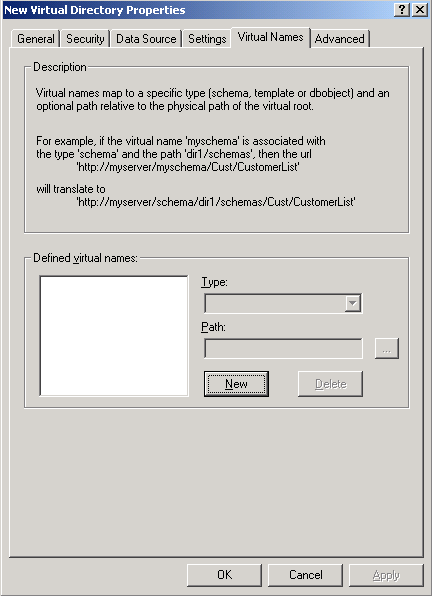 New Virtual Directory Properties
General Security Data Source Settings Virtual Names Advanced
Description
Virtual names map to a specific type (schema, template or dbobject) and an
optional path relative to the physical path of the virtual root.
For example, if the virtual name 'myschema' is associated with
the type 'schema' and the path 'dir1/schemas', then the url
'http://myserver/myschema/Cust/CustomerList'
will translate to
'http://myserver/schema/dir1/schemas/Cust/CustomerList'
Defined virtual names:
Type:
Path:
...
New Delete
OK Cancel Apply